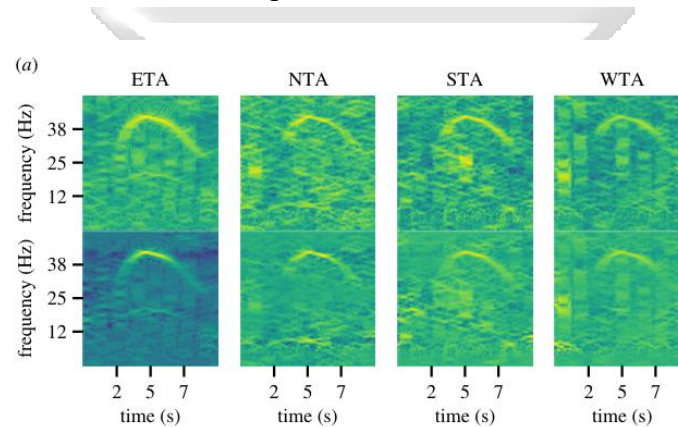 (a)
ETA NTA STA WTA
frequency (Hz)
38
25
12
frequency (Hz)
38
25
12
2 5 7 2 5 7 2 5 7 2 5 7
time (s) time (s) time (s) time (s)